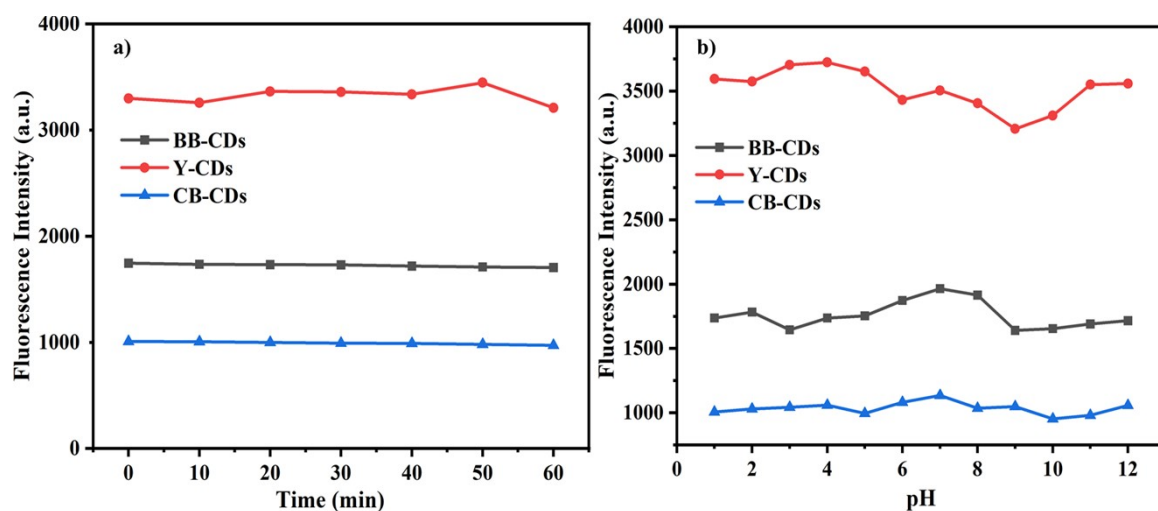 a)
Fluorescence Intensity (a.u.)
4000
3000
2000
1000
0
BB-CDs
Y-CDs
CB-CDs
0 10 20 30 40 50 60
Time (min)
b)
Fluorescence Intensity (a.u.)
4000
3500
3000
2500
2000
1500
1000
BB-CDs
Y-CDs
CB-CDs
0 2 4 6 8 10 12
pH